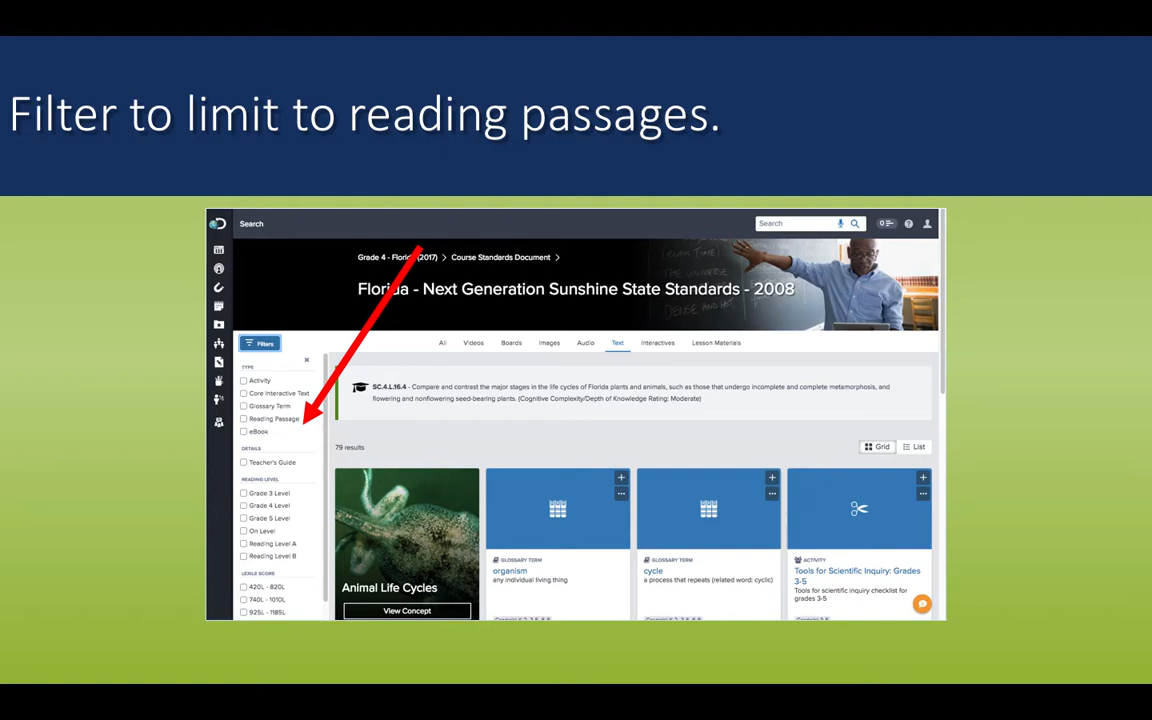 Filter to limit to reading passages.
Search
Search
0
Grade 4 - Florida (2017) > Course Standards Document >
Florida - Next Generation Sunshine State Standards - 2008
Filters
All Videos Boards Images Audio Text Interactives Lesson Materials
TYPE
Activity
Core Interactive Text
Glossary Term
Reading Passage
eBook
DETAILS
Teacher's Guide
READING LEVEL
Grade 3 Level
Grade 4 Level
Grade 5 Level
On Level
Reading Level A
Reading Level B
LEXILE SCORE
420L - 820L
740L - 1010L
925L - 1185L
SC.4.L.16.4 - Compare and contrast the major stages in the life cycles of Florida plants and animals, such as those that undergo incomplete and complete metamorphosis, and
flowering and nonflowering seed-bearing plants. (Cognitive Complexity/Depth of Knowledge Rating: Moderate)
79 results
Grid
List
Animal Life Cycles
View Concept
GLOSSARY TERM
organism
any individual living thing
GLOSSARY TERM
cycle
a process that repeats (related word: cyclic)
ACTIVITY
Tools for Scientific Inquiry: Grades
3-5
Tools for scientific inquiry checklist for
grades 3-5